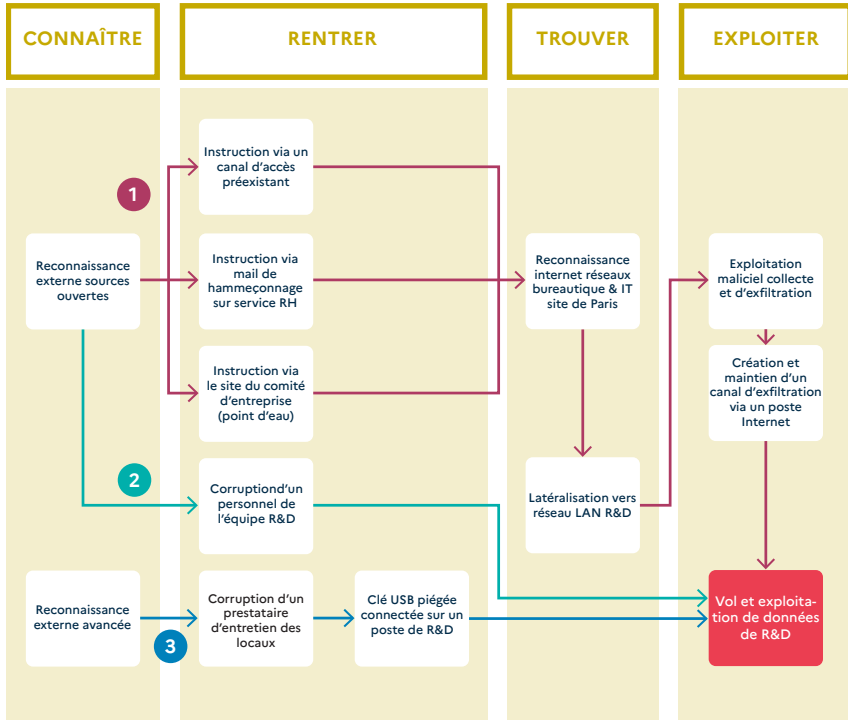 CONNAÎTRE
RENTRER
TROUVER
EXPLOITER
Instruction via un
canal d'accès
préexistant
1
Reconnaissance
externe sources
ouvertes
Instruction via
mail de
hameçonnage
sur service RH
Reconnaissance
internet réseaux
bureautique & IT
site de Paris
Exploitation
maliciel collecte
et d'exfiltration
Instruction via
le site du comité
d'entreprise
(point d'eau)
Création et
maintien d'un
canal d'exfiltration
via un poste
Internet
2
Corruptiond'un
personnel de
l'équipe R&D
Latéralisation vers
réseau LAN R&D
Reconnaissance
externe avancée
3
Corruption d'un
prestataire
d'entretien des
locaux
Clé USB piégée
connectée sur un
poste de R&D
Vol et exploita-
tion de données
de R&D